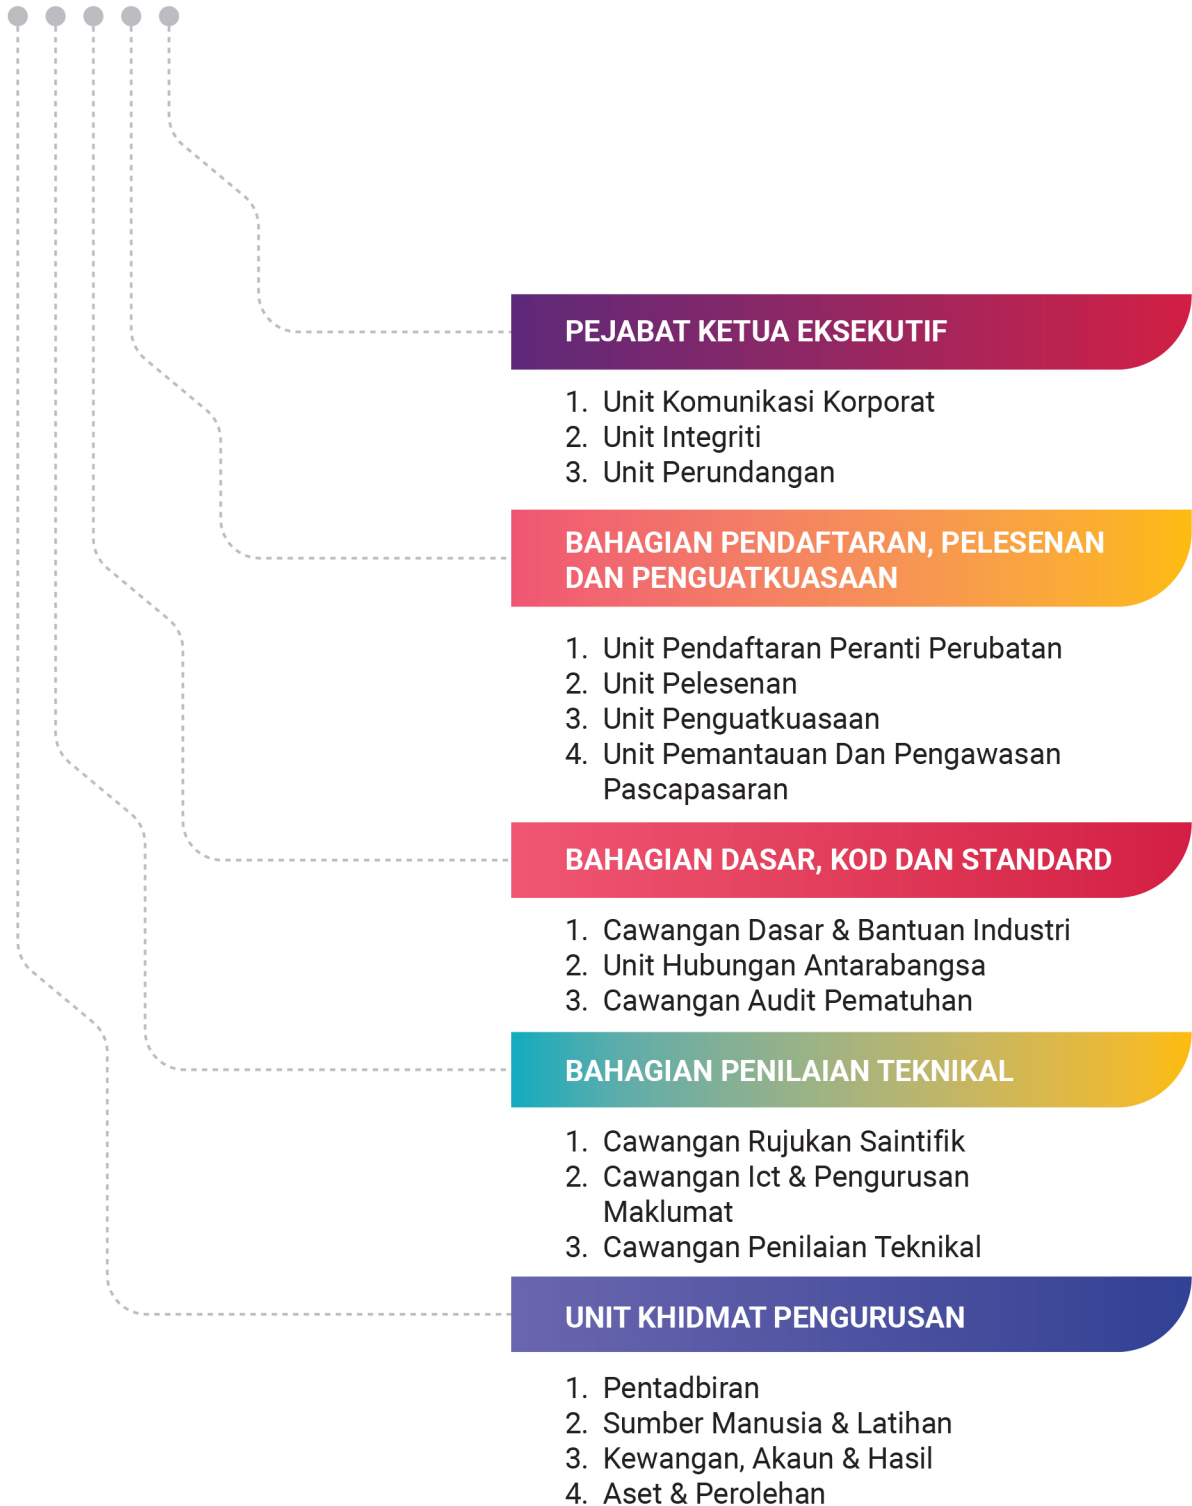 PEJABAT KETUA EKSEKUTIF
1. Unit Komunikasi Korporat
2. Unit Integriti
3. Unit Perundangan
BAHAGIAN PENDAFTARAN, PELESENAN
DAN PENGUATKUASAAN
1. Unit Pendaftaran Peranti Perubatan
2. Unit Pelesenan
3. Unit Penguatkuasaan
4. Unit Pemantauan Dan Pengawasan
Pascapasaran
BAHAGIAN DASAR, KOD DAN STANDARD
1. Cawangan Dasar & Bantuan Industri
2. Unit Hubungan Antarabangsa
3. Cawangan Audit Pematuhan
BAHAGIAN PENILAIAN TEKNIKAL
1. Cawangan Rujukan Saintifik
2. Cawangan Ict & Pengurusan
Maklumat
3. Cawangan Penilaian Teknikal
UNIT KHIDMAT PENGURUSAN
1. Pentadbiran
2. Sumber Manusia & Latihan
3. Kewangan, Akaun & Hasil
4. Aset & Perolehan